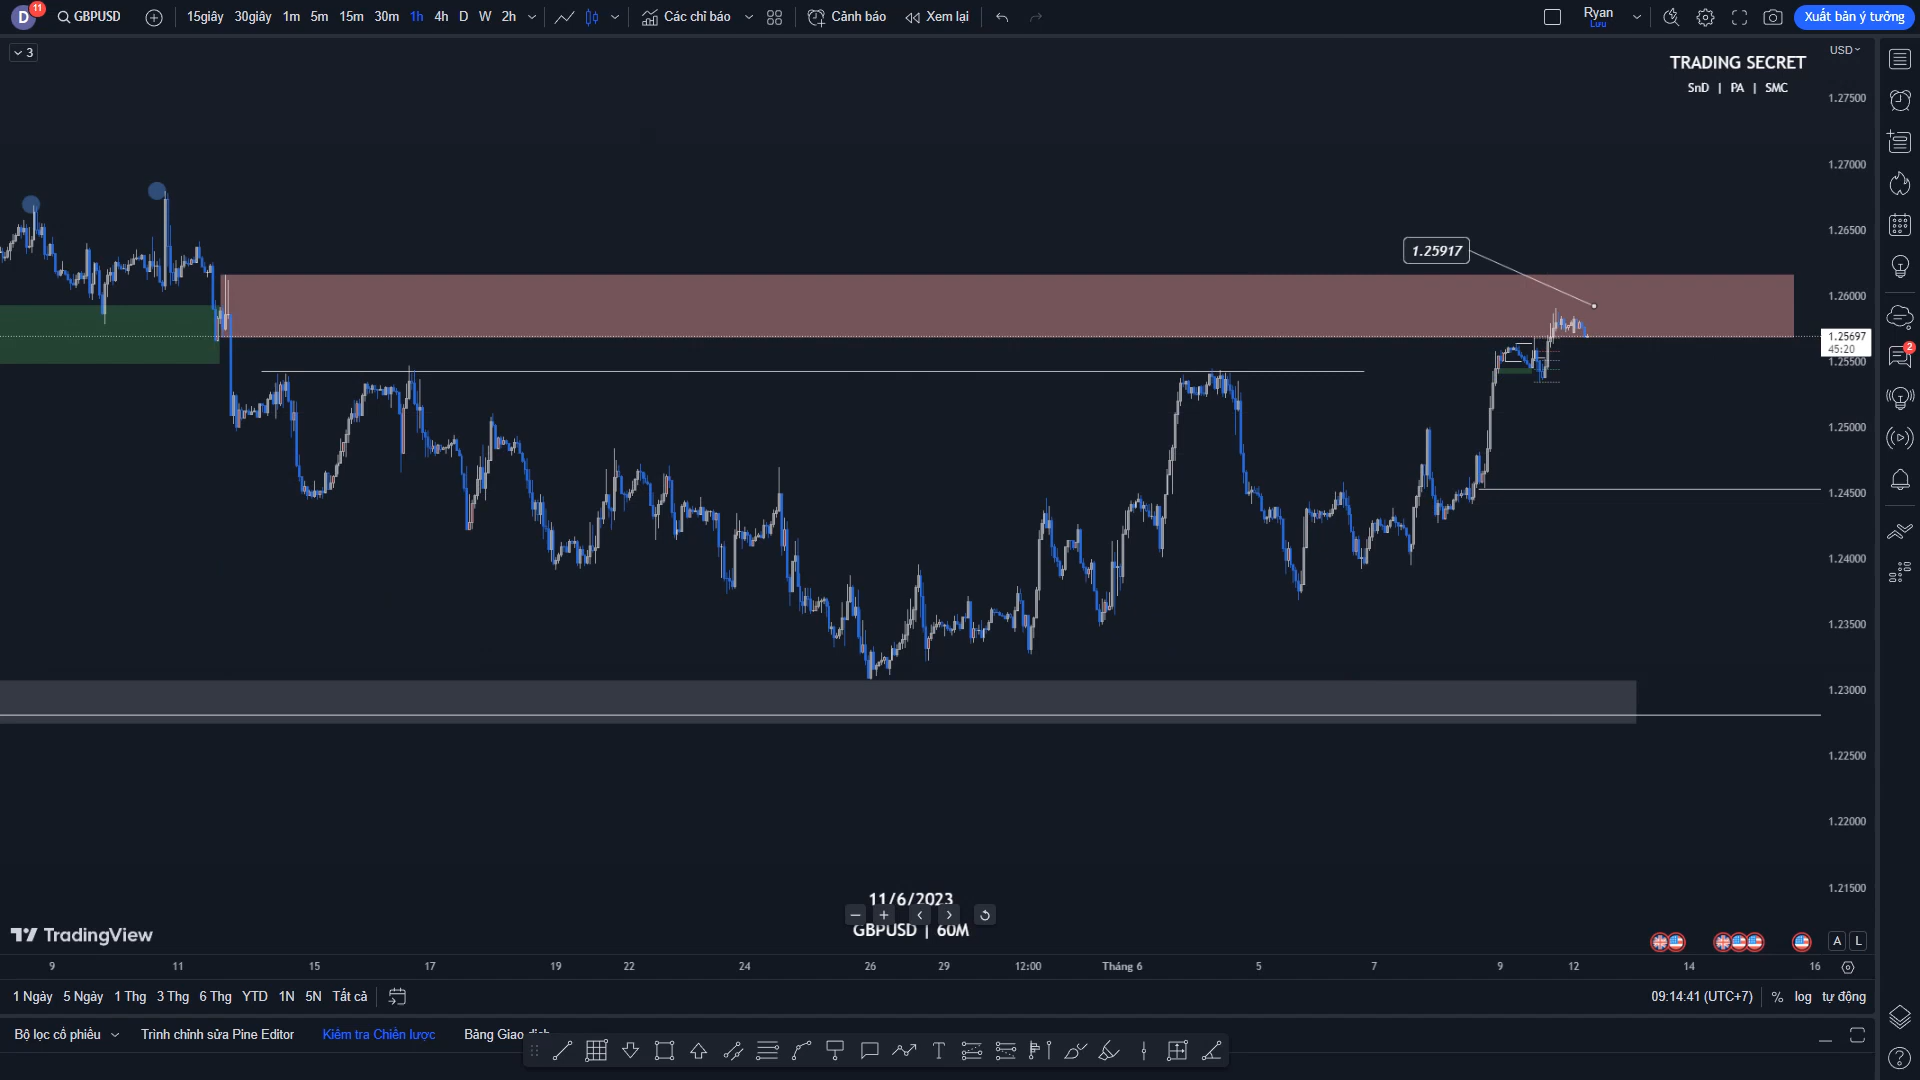 D 11 GBPUSD 15giây 30giây 1m 5m 15m 30m 1h 4h D W 2h Các chỉ báo Cảnh báo Xem lại Ryan Lưu Xuất bản ý tưởng
3
USD
TRADING SECRET
SnD | PA | SMC
1.27500
1.27000
1.26500
1.25917
1.26000
1.25697
45:20
1.25500
2
1.25000
1.24500
1.24000
1.23500
1.23000
1.22500
1.22000
1.21500
11/6/2023
GBPUSD | 60M
TradingView
A L
9 11 15 17 19 22 24 26 29 12:00 Tháng 6 5 7 9 12 14 16
1 Ngày 5 Ngày 1 Thg 3 Thg 6 Thg YTD 1N 5N Tất cả 09:14:41 (UTC+7) % log tự động
Bộ lọc cổ phiếu Trình chỉnh sửa Pine Editor Kiểm tra Chiến lược Bảng Giao dịch